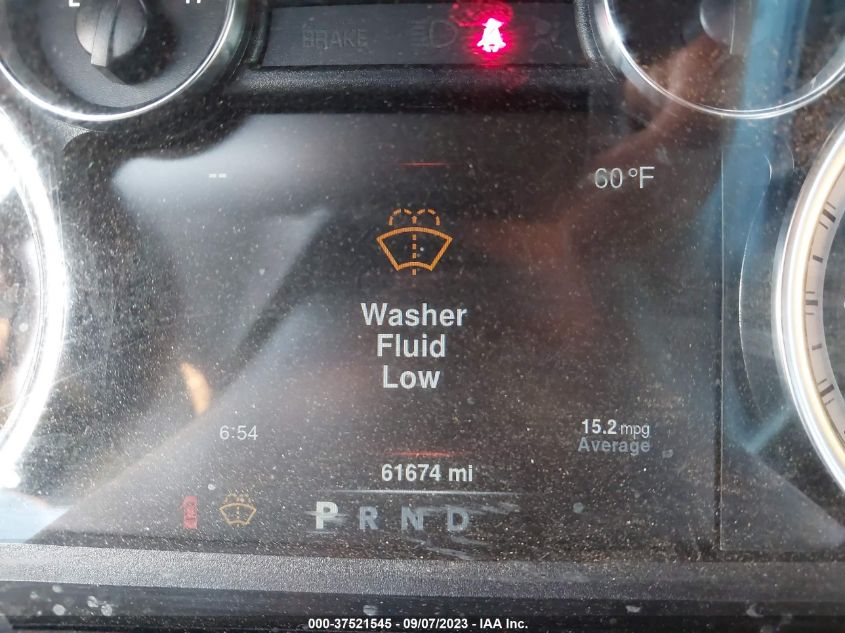 E H
BRAKE
--
60°F
Washer
Fluid
Low
6:54
15.2 mpg
Average
61674 mi
P R N D
000-37521545 - 09/07/2023 - IAA Inc.